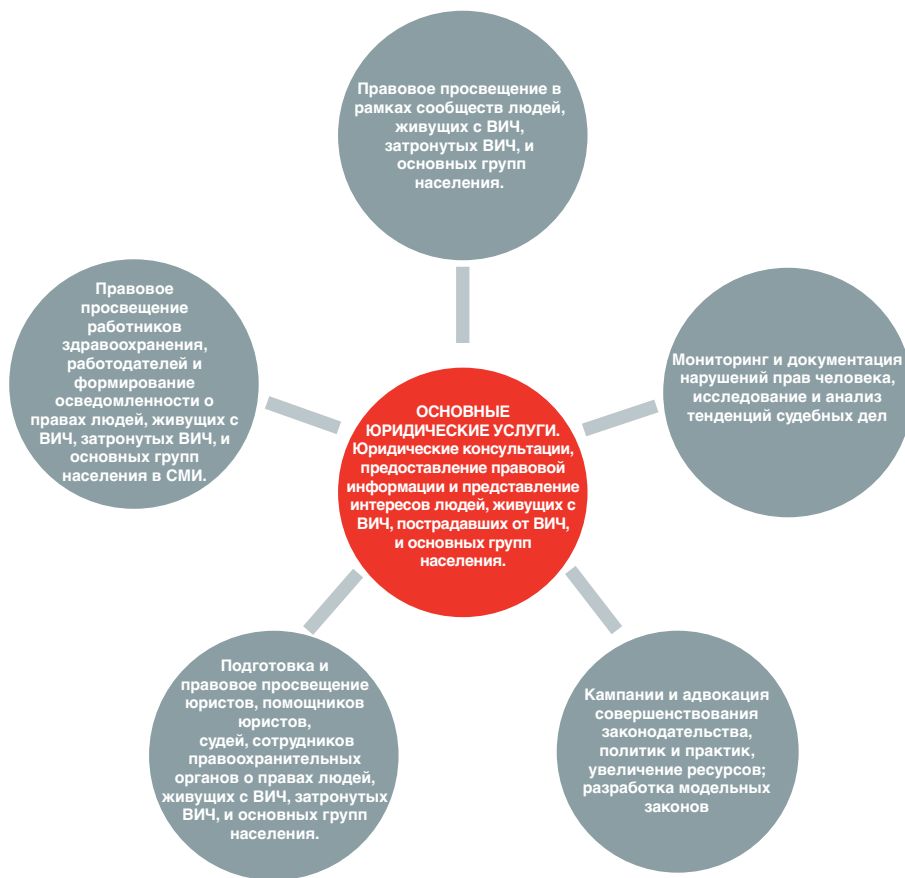 Правовое просвещение в
рамках сообществ людей,
живущих с ВИЧ,
затронутых ВИЧ, и
основных групп
населения.
Правовое
просвещение
работников
здравоохранения,
работодателей и
формирование
осведомленности о
правах людей, живущих с
ВИЧ, затронутых ВИЧ, и
основных групп
населения в СМИ.
Мониторинг и документация
нарушений прав человека,
исследование и анализ
тенденций судебных дел
ОСНОВНЫЕ
ЮРИДИЧЕСКИЕ УСЛУГИ.
Юридические консультации,
предоставление правовой
информации и представление
интересов людей, живущих с
ВИЧ, пострадавших от ВИЧ,
и основных групп
населения.
Подготовка и
правовое просвещение
юристов, помощников
юристов,
судей, сотрудников
правоохранительных
органов о правах людей,
живущих с ВИЧ, затронутых
ВИЧ, и основных групп
населения.
Кампании и адвокация
совершенствования
законодательства,
политик и практик,
увеличение ресурсов;
разработка модельных
законов